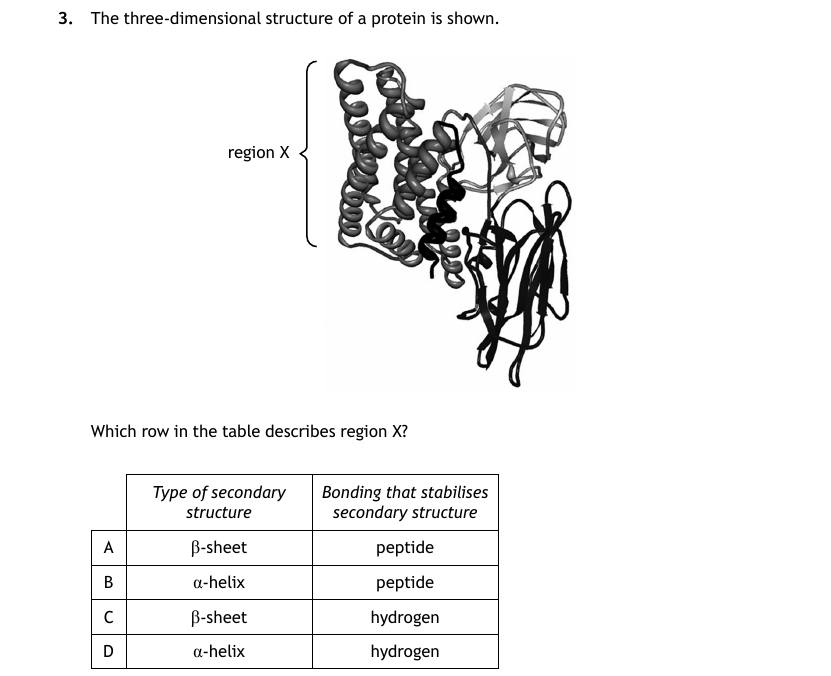 3. The three-dimensional structure of a protein is shown.
region X
Which row in the table describes region X?
Type of secondary structure Bonding that stabilises secondary structure
A β-sheet peptide
B α-helix peptide
C β-sheet hydrogen
D α-helix hydrogen